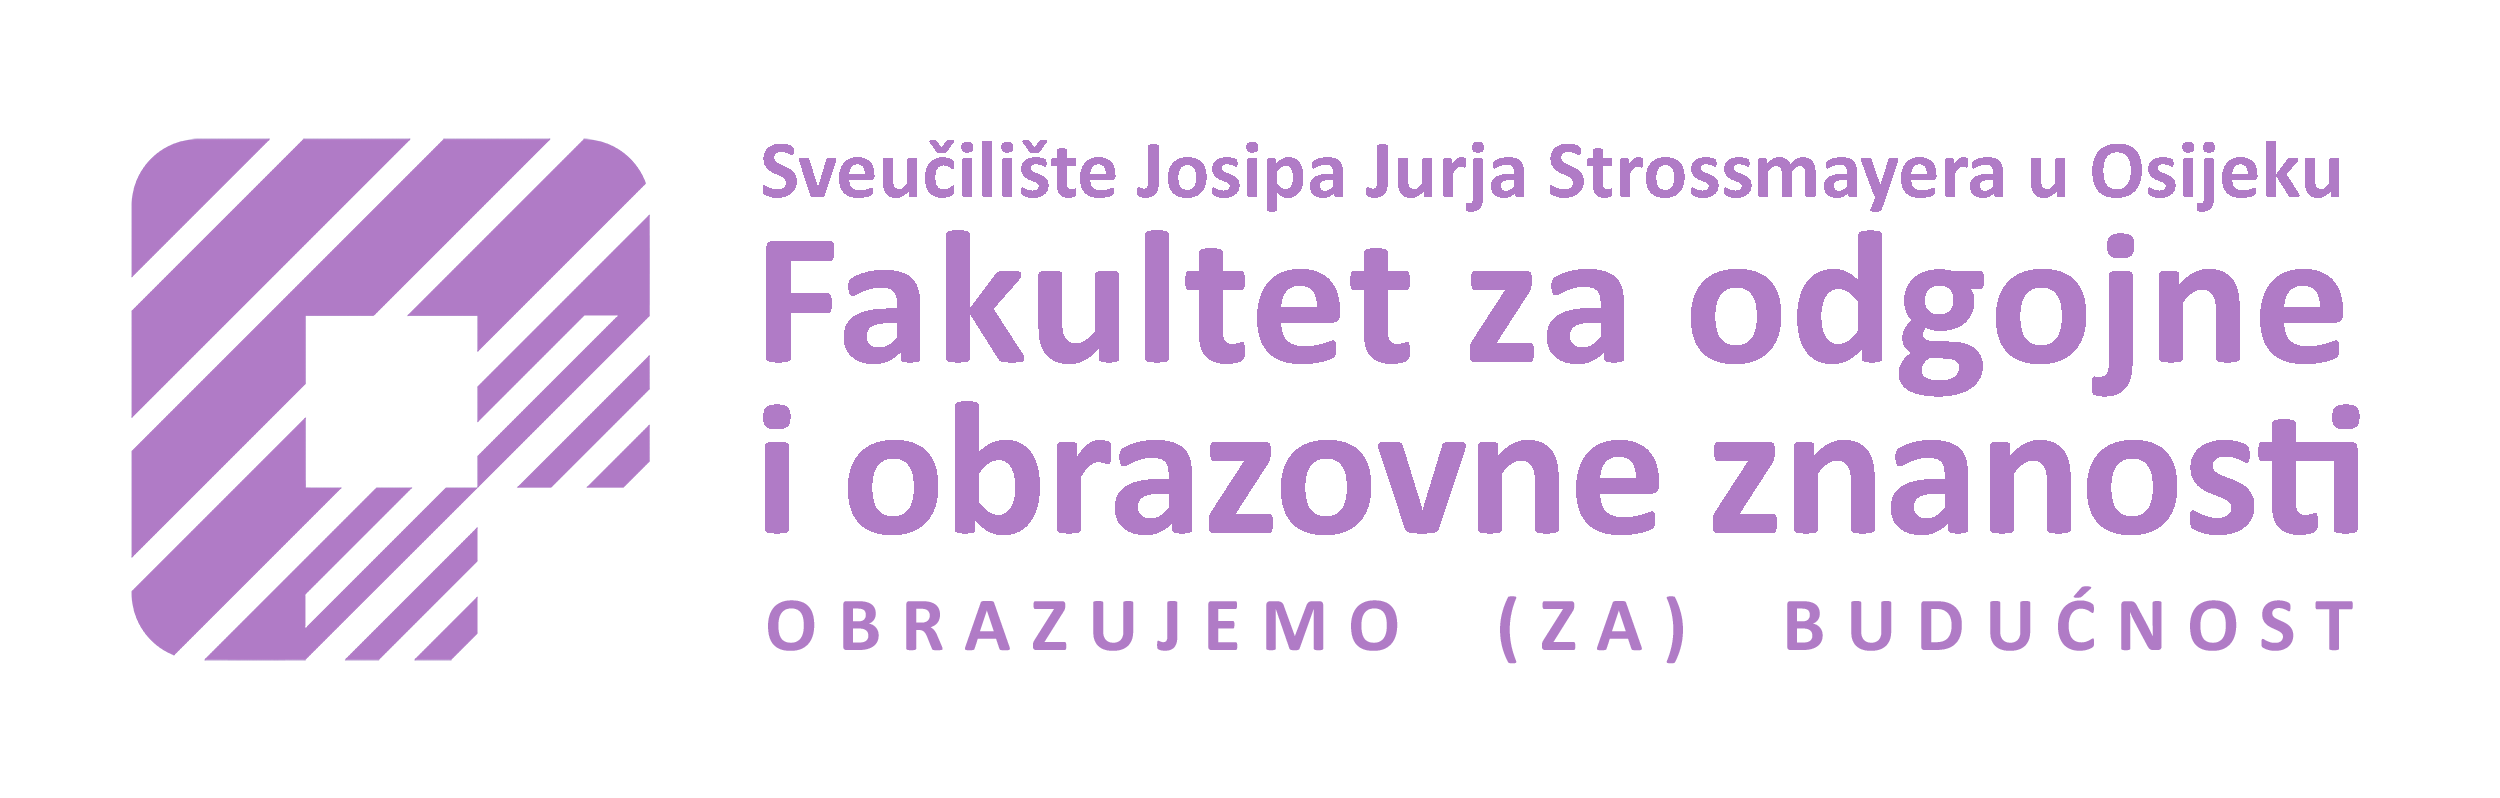 Sveučilište Josipa Jurja Strossmayera u Osijeku
Fakultet za odgojne
i obrazovne znanosti
OBRAZUJEMO (ZA) BUDUĆNOST